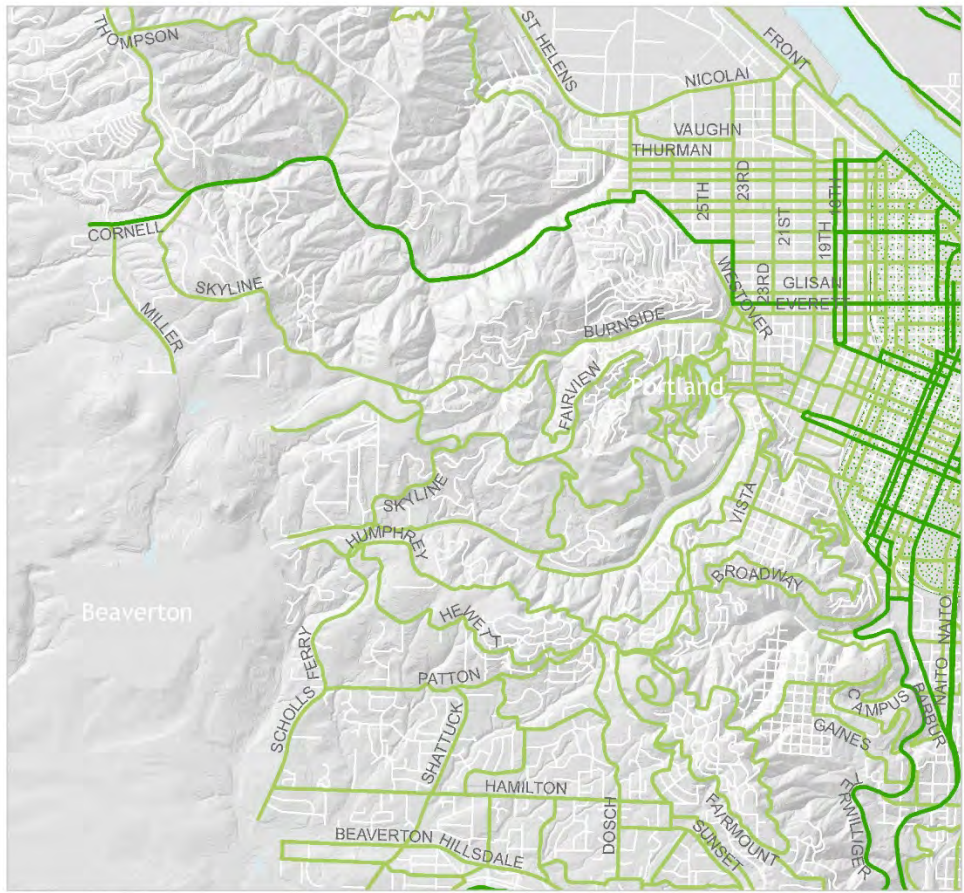 THOMPSON
ST HELENS
FRONT
NICOLAI
VAUGHN
THURMAN
25TH
23RD
21ST
19TH
18TH
CORNELL
SKYLINE
MILLER
WESTOVER
23RD
GLISAN
EVERE
BURNSIDE
FAIRVIEW
Portland
SKYLINE
VISTA
HUMPHREY
BROADWAY
Beaverton
HEWETT
NAITO
NAITO
SCHOLLS FERRY
PATTON
CAMPUS
BARBUR
GAINES
SHATTUCK
HAMILTON
TERWILLIGER
DOSCH
FAIRMOUNT
SUNSET
BEAVERTON HILLSDALE